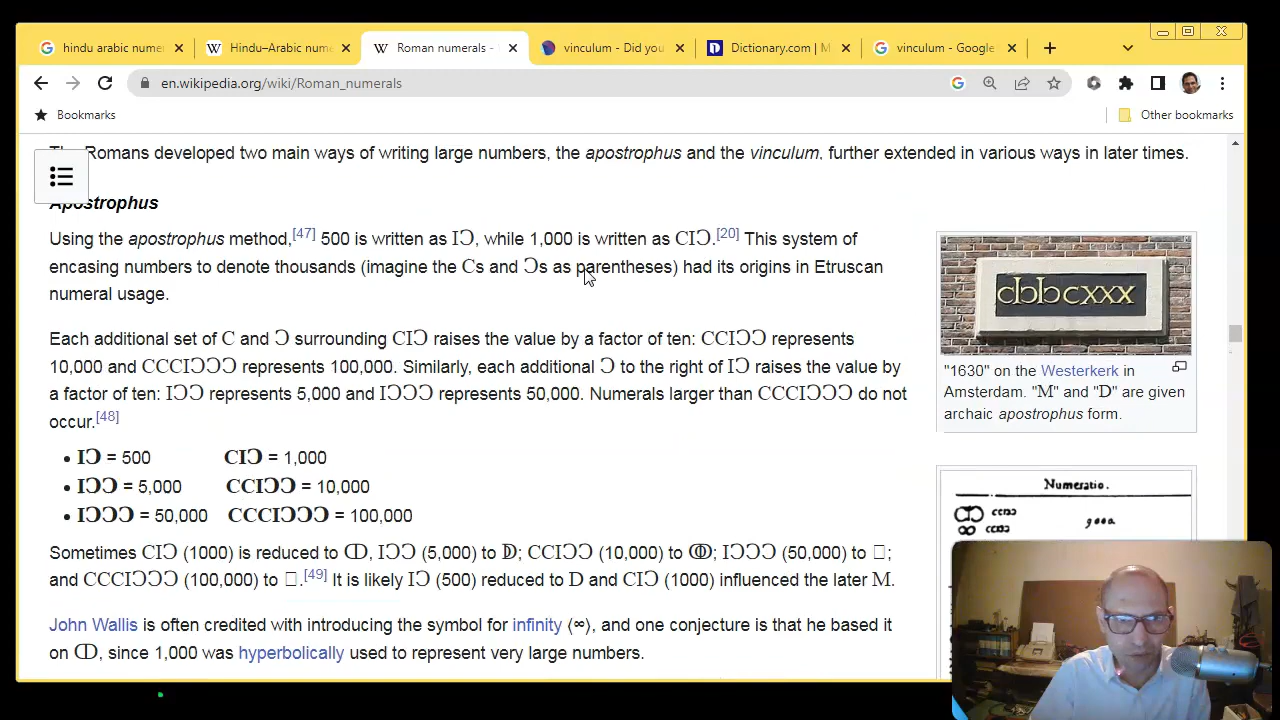 hindu arabic nume
Hindu–Arabic num
Roman numerals -
vinculum - Did you
Dictionary.com | M
vinculum - Google
en.wikipedia.org/wiki/Roman_numerals
Bookmarks
Other bookmarks
The Romans developed two main ways of writing large numbers, the apostrophus and the vinculum, further extended in various ways in later times.
Apostrophus
Using the apostrophus method,[47] 500 is written as IↃ, while 1,000 is written as CIↃ.[20] This system of
encasing numbers to denote thousands (imagine the Cs and Ↄs as parentheses) had its origins in Etruscan
numeral usage.
Each additional set of C and Ↄ surrounding CIↃ raises the value by a factor of ten: CCIↃↃ represents
10,000 and CCCIↃↃↃ represents 100,000. Similarly, each additional Ↄ to the right of IↃ raises the value by
a factor of ten: IↃↃ represents 5,000 and IↃↃↃ represents 50,000. Numerals larger than CCCIↃↃↃ do not
occur.[48]
• IↃ = 500 CIↃ = 1,000
• IↃↃ = 5,000 CCIↃↃ = 10,000
• IↃↃↃ = 50,000 CCCIↃↃↃ = 100,000
Sometimes CIↃ (1000) is reduced to ↀ, IↃↃ (5,000) to ↁ; CCIↃↃ (10,000) to ↂ; IↃↃↃ (50,000) to □;
and CCCIↃↃↃ (100,000) to □.[49] It is likely IↃ (500) reduced to D and CIↃ (1000) influenced the later M.
John Wallis is often credited with introducing the symbol for infinity ⟨∞⟩, and one conjecture is that he based it
on ↀ, since 1,000 was hyperbolically used to represent very large numbers.
cIↃIↃcxxx
"1630" on the Westerkerk in
Amsterdam. "M" and "D" are given
archaic apostrophus form.
Numeratio.